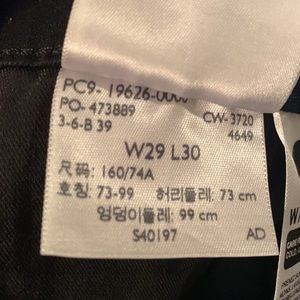 PC9- 19626-0000
PO- 473889 CW-3720
3-6-B 39 4649
W29 L30
尺码: 160/74A
호칭: 73-99 허리둘레: 73 cm
엉덩이둘레: 99 cm
S40197 AD